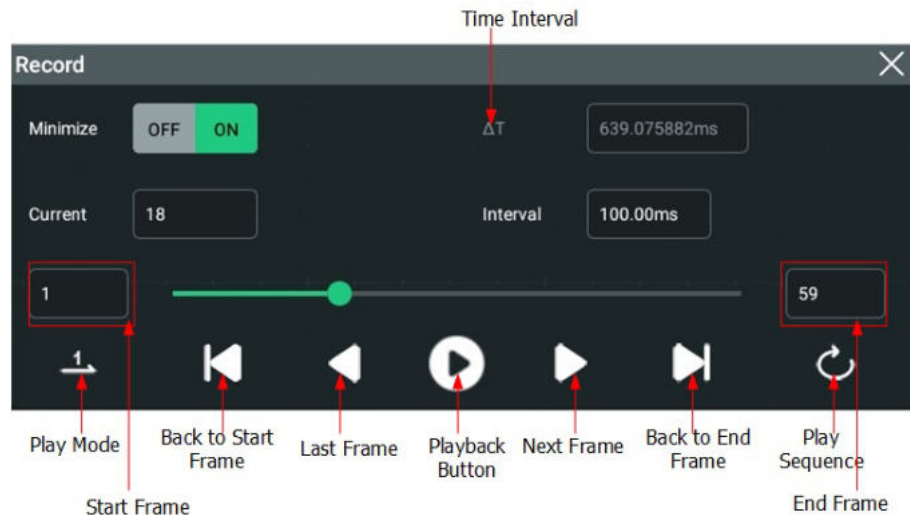 Time Interval
Record
Minimize OFF ON ΔT 639.075882ms
Current 18 Interval 100.00ms
1 59
1
Play Mode
Back to Start
Frame
Last Frame
Playback
Button
Next Frame
Back to End
Frame
Play
Sequence
Start Frame
End Frame